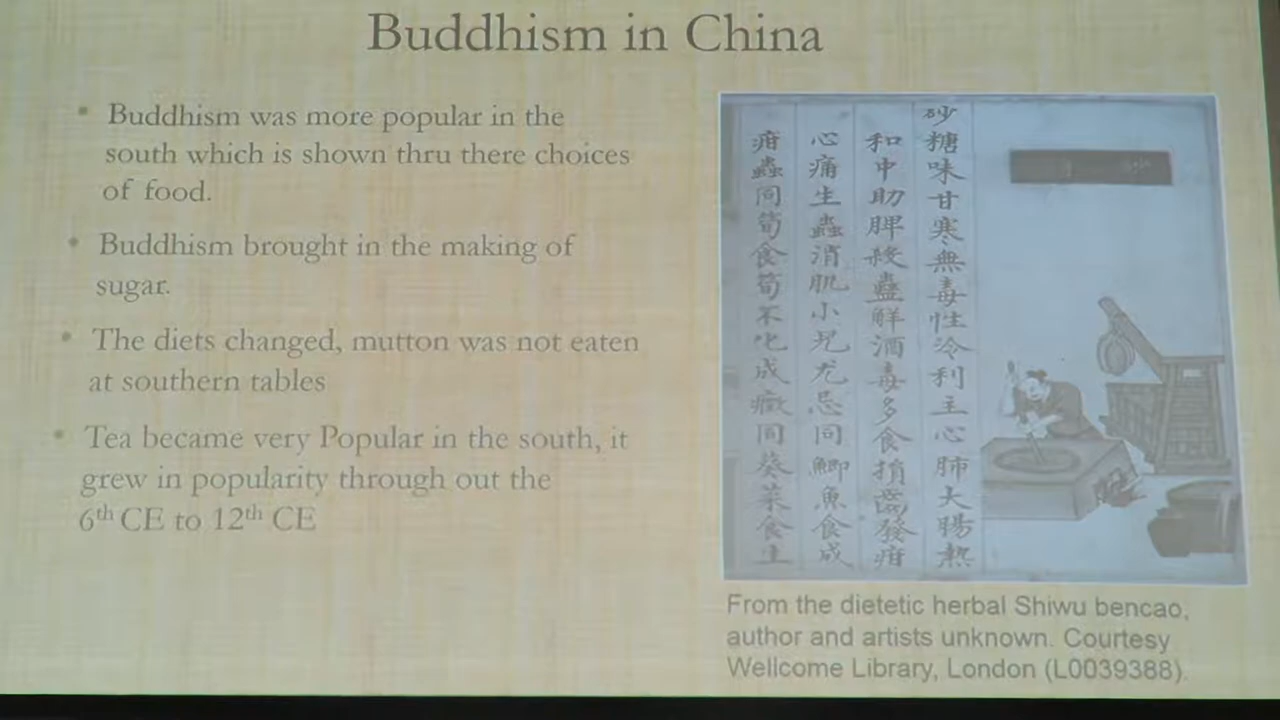 Buddhism in China
• Buddhism was more popular in the
south which is shown thru there choices
of food.
• Buddhism brought in the making of
sugar.
• The diets changed, mutton was not eaten
at southern tables
• Tea became very Popular in the south, it
grew in popularity through out the
6th CE to 12th CE
砂糖味甘寒無毒性冷利主心肺大腸熱
和中助脾殺蠱解酒毒多食損齒發疳
心痛生蟲消肌小兒尤忌同鯽魚食成
疳蟲同筍食筍不化成癥同葵菜食生
From the dietetic herbal Shiwu bencao,
author and artists unknown. Courtesy
Wellcome Library, London (L0039388).